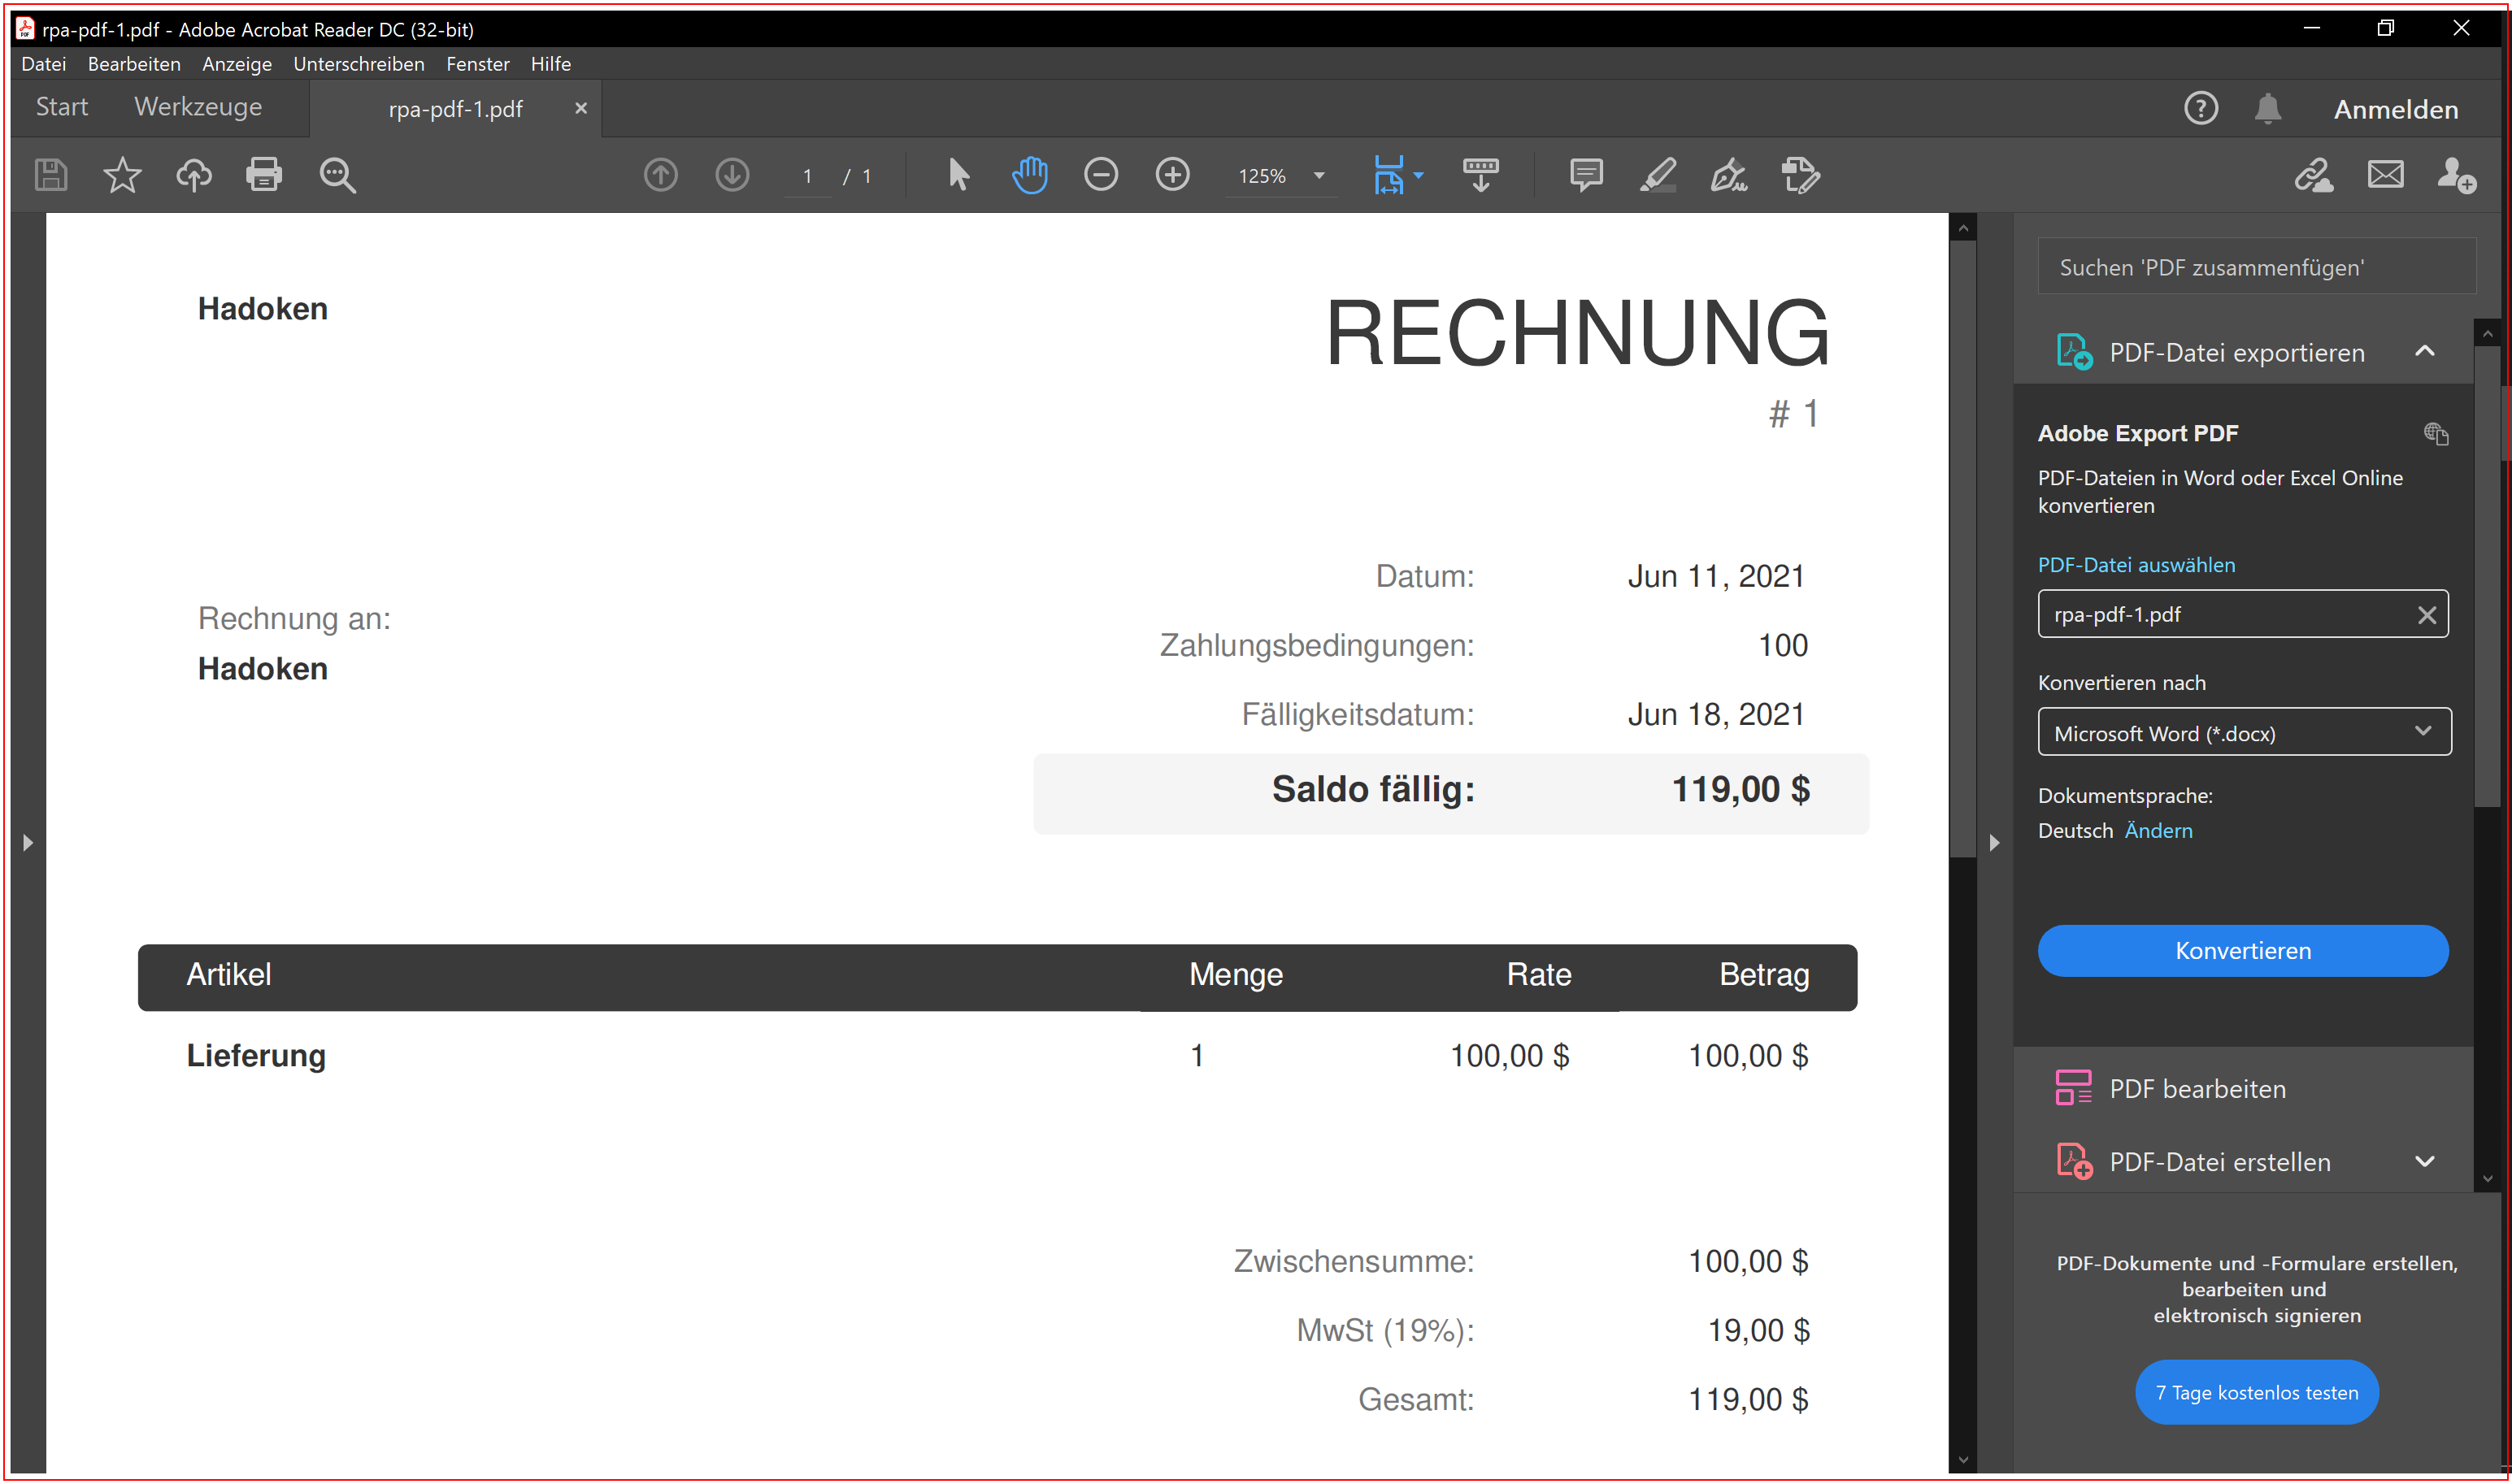 rpa-pdf-1.pdf - Adobe Acrobat Reader DC (32-bit)
Datei Bearbeiten Anzeige Unterschreiben Fenster Hilfe
Start Werkzeuge rpa-pdf-1.pdf Anmelden
1 / 1 125%
Hadoken
RECHNUNG
# 1
Datum: Jun 11, 2021
Rechnung an:
Hadoken
Zahlungsbedingungen: 100
Fälligkeitsdatum: Jun 18, 2021
Saldo fällig: 119,00 $
Artikel Menge Rate Betrag
Lieferung 1 100,00 $ 100,00 $
Zwischensumme: 100,00 $
MwSt (19%): 19,00 $
Gesamt: 119,00 $
Suchen 'PDF zusammenfügen'
PDF-Datei exportieren
Adobe Export PDF
PDF-Dateien in Word oder Excel Online
konvertieren
PDF-Datei auswählen
rpa-pdf-1.pdf
Konvertieren nach
Microsoft Word (*.docx)
Dokumentsprache:
Deutsch Ändern
Konvertieren
PDF bearbeiten
PDF-Datei erstellen
PDF-Dokumente und -Formulare erstellen,
bearbeiten und
elektronisch signieren
7 Tage kostenlos testen